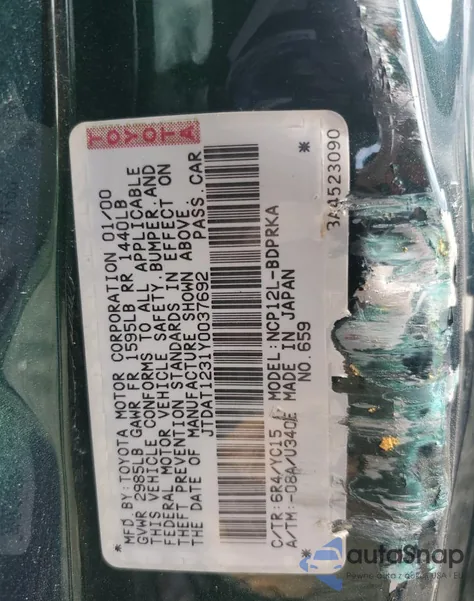 TOYOTA
MFD BY: TOYOTA MOTOR CORPORATION 01/00
GVWR 2985LB GAWR FR 1595LB RR 1440LB
THIS VEHICLE CONFORMS TO ALL APPLICABLE
FEDERAL MOTOR VEHICLE SAFETY, BUMPER, AND
THEFT PREVENTION STANDARDS IN EFFECT ON
THE DATE OF MANUFACTURE SHOWN ABOVE
JTDAT1231Y0037692 PASS. CAR
* *
C/TR: 6R4/YC15 MODEL: NCP12L-BDPRKA
A/TM: -08A/U340E MADE IN JAPAN
NO. 659
3A4523090
autoSnap